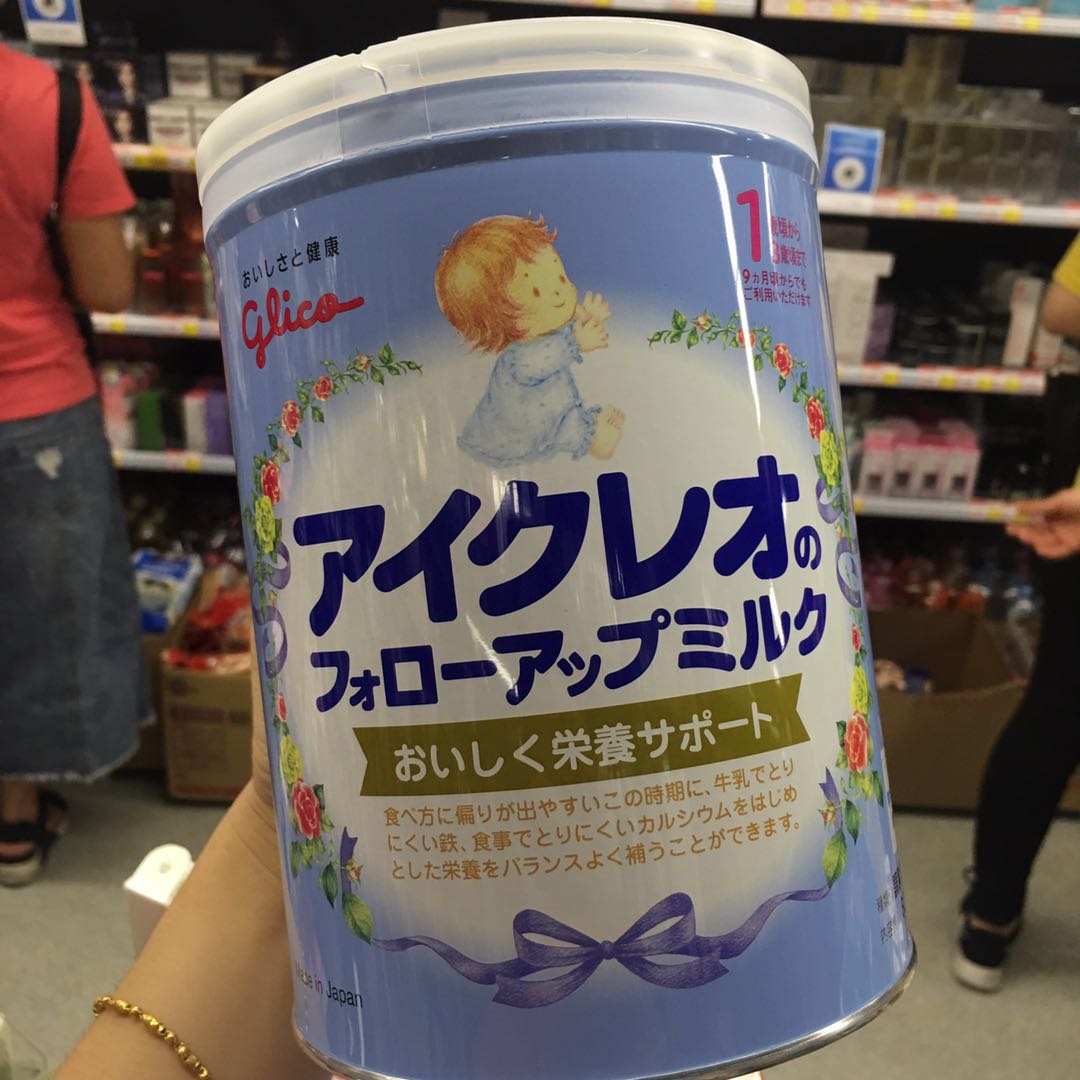 おいしさと健康
glico
1歳頃から
3歳頃まで
9ヵ月頃からでも
ご利用いただけます
アイクレオの
フォローアップミルク
おいしく栄養サポート
食べ方に偏りが出やすいこの時期に、牛乳でとり
にくい鉄、食事でとりにくいカルシウムをはじめ
とした栄養をバランスよく補うことができます。
Made in Japan